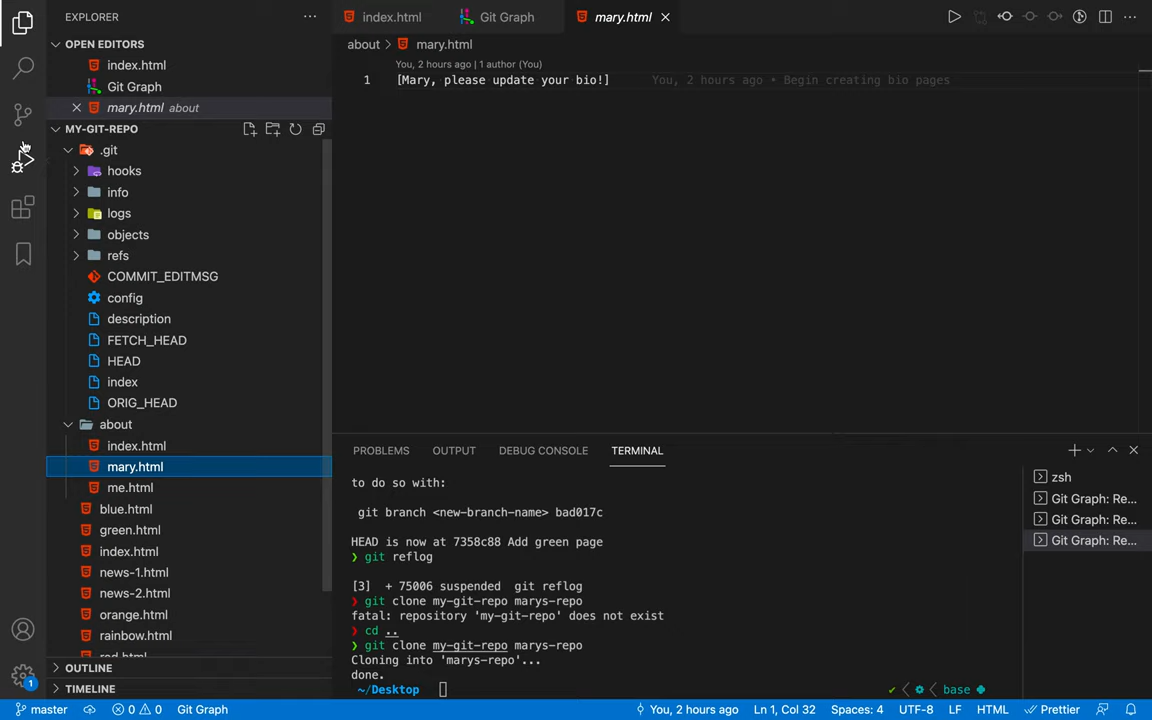 EXPLORER
OPEN EDITORS
index.html
Git Graph
mary.html about
MY-GIT-REPO
.git
hooks
info
logs
objects
refs
COMMIT_EDITMSG
config
description
FETCH_HEAD
HEAD
index
ORIG_HEAD
about
index.html
mary.html
me.html
blue.html
green.html
index.html
news-1.html
news-2.html
orange.html
rainbow.html
red.html
OUTLINE
TIMELINE
index.html
Git Graph
mary.html
about > mary.html
You, 2 hours ago | 1 author (You)
1 [Mary, please update your bio!] You, 2 hours ago • Begin creating bio pages
PROBLEMS OUTPUT DEBUG CONSOLE TERMINAL
to do so with:
git branch <new-branch-name> bad017c
HEAD is now at 7358c88 Add green page
❯ git reflog
[3] + 75006 suspended git reflog
❯ git clone my-git-repo marys-repo
fatal: repository 'my-git-repo' does not exist
❯ cd ..
❯ git clone my-git-repo marys-repo
Cloning into 'marys-repo'...
done.
~/Desktop
✔ base
zsh
Git Graph: Re...
Git Graph: Re...
Git Graph: Re...
1
master 0 0 Git Graph You, 2 hours ago Ln 1, Col 32 Spaces: 4 UTF-8 LF HTML Prettier